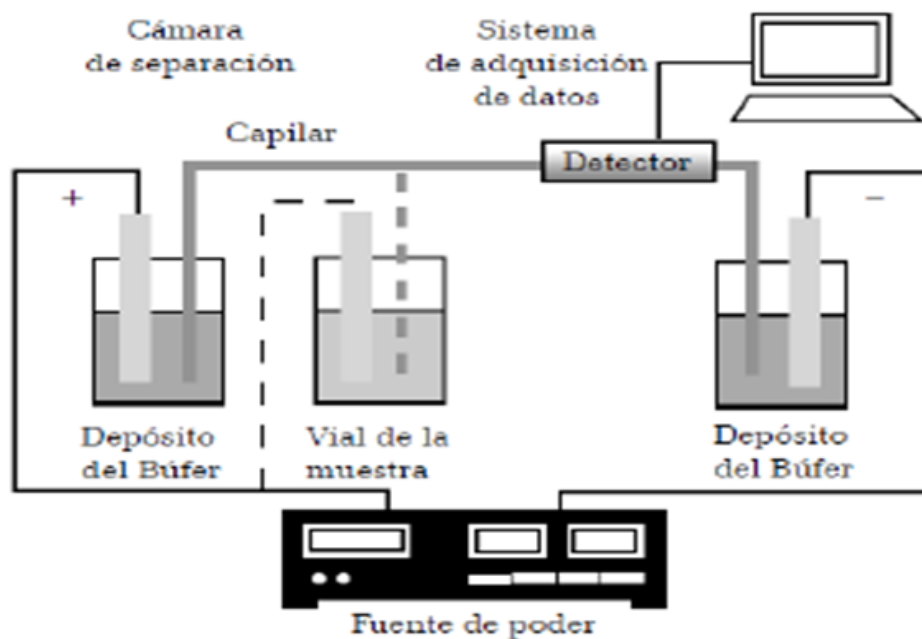 Cámara
de separación
Sistema
de adquisición
de datos
Capilar
Detector
+
−
Depósito
del Búfer
Vial de la
muestra
Depósito
del Búfer
Fuente de poder